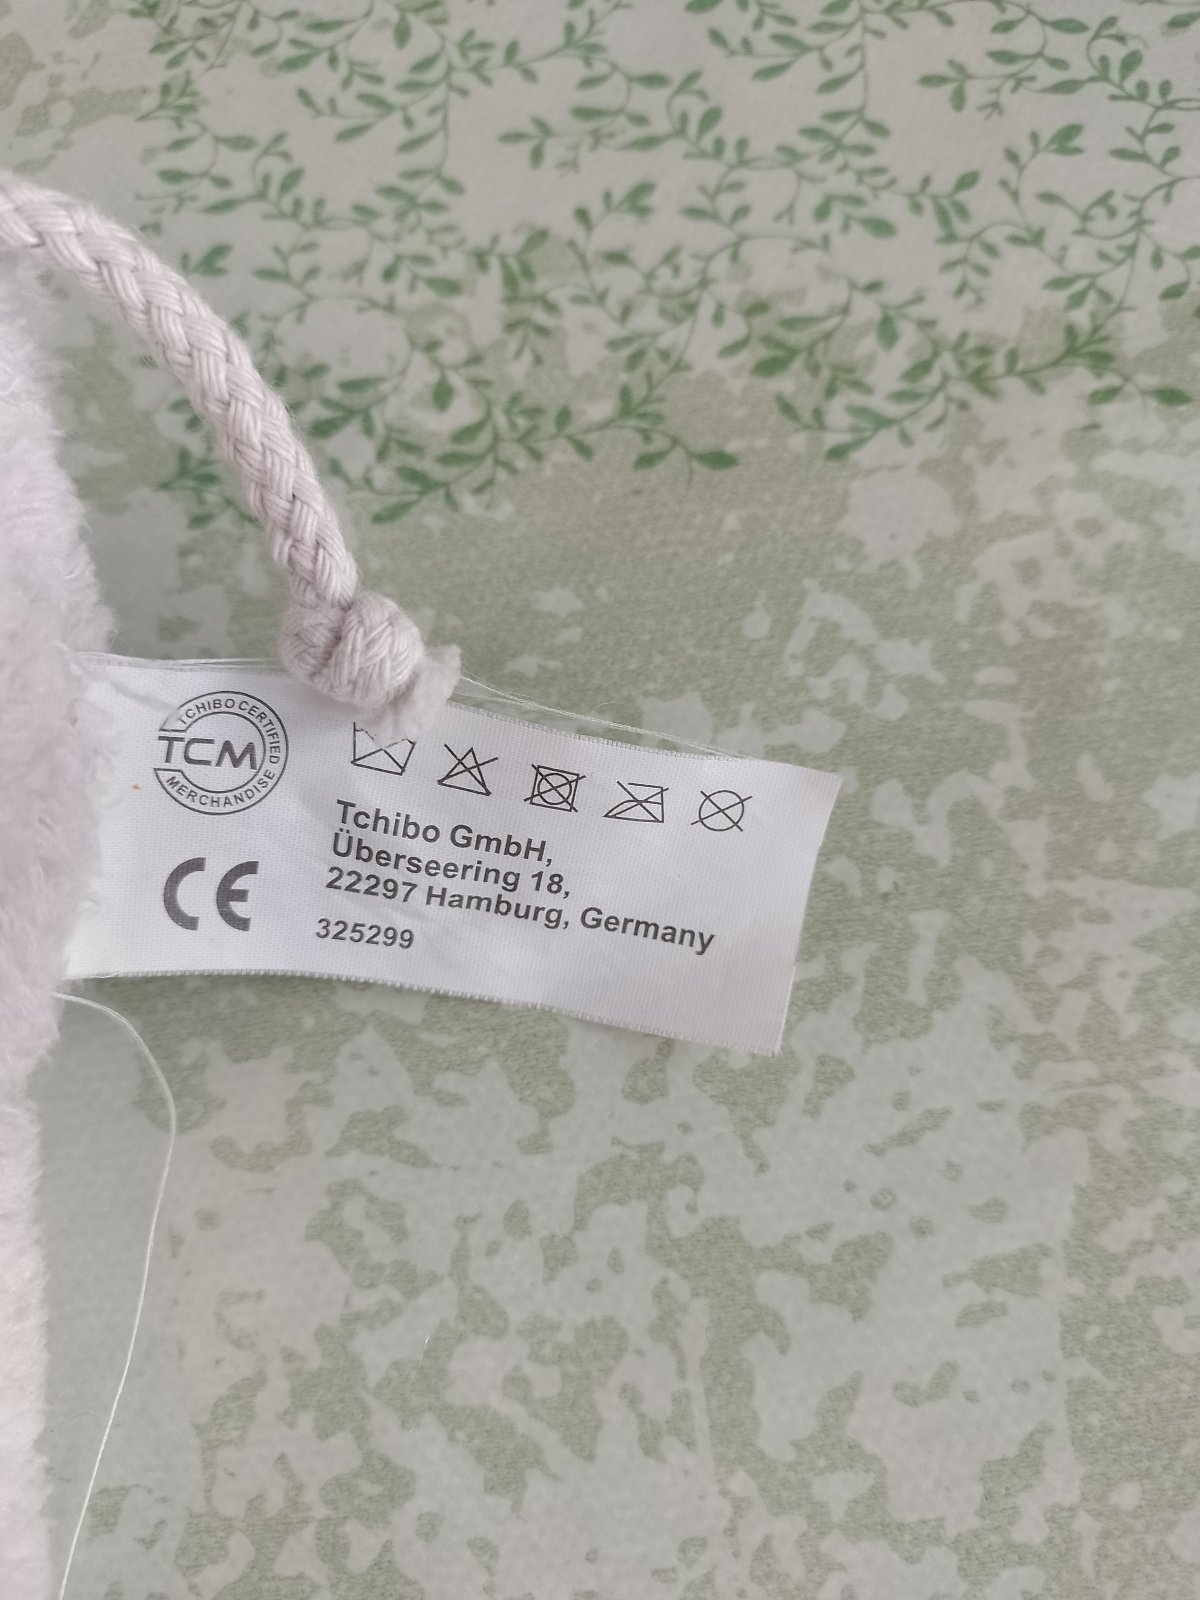 TCHIBO CERTIFIED
TCM
MERCHANDISE
CE
Tchibo GmbH,
Überseering 18,
22297 Hamburg, Germany
325299